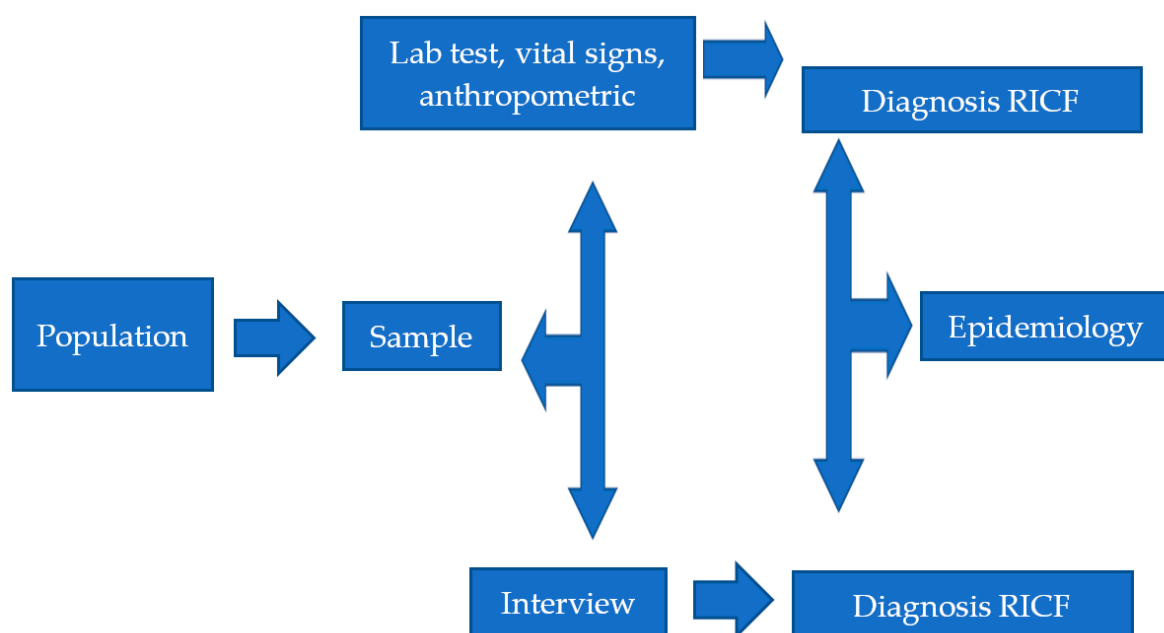 Lab test, vital signs,
anthropometric
Diagnosis RICF
Population
Sample
Epidemiology
Interview
Diagnosis RICF